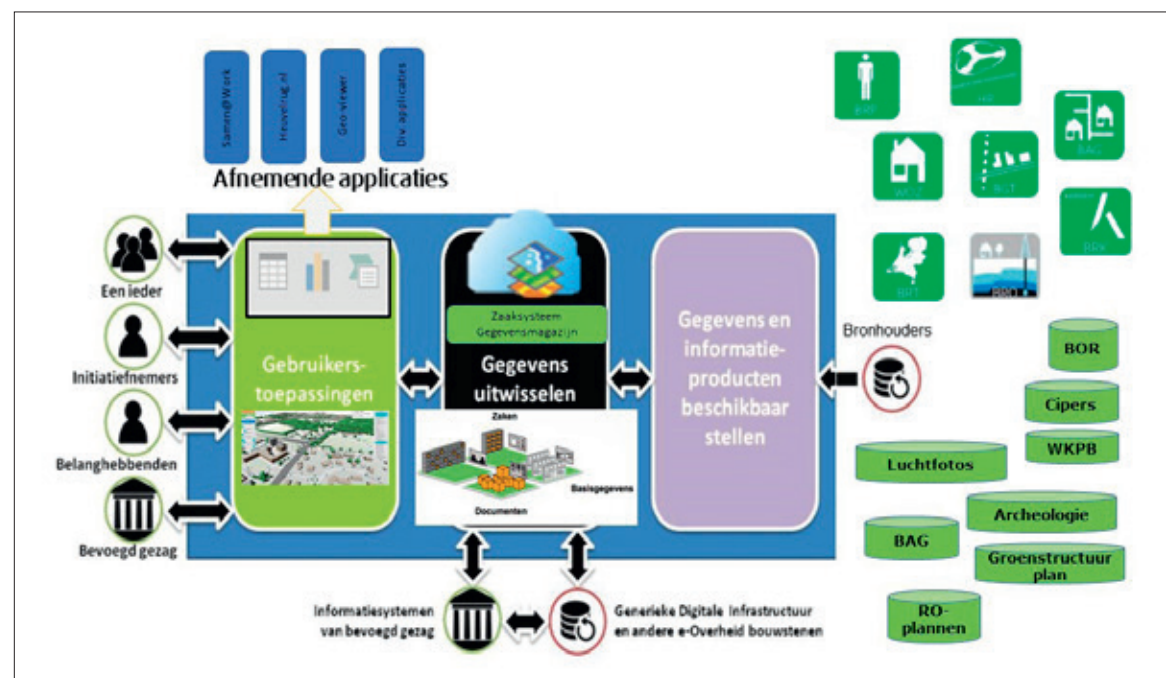 Samen@Work
Heuvelrug.nl
Geo-viewer
Div. applicaties
Afnemende applicaties
Een ieder
Initiatiefnemers
Belanghebbenden
Bevoegd gezag
Gebruikers-
toepassingen
Zaaksysteem
Gegevensmagazijn
Gegevens
uitwisselen
Zaken
Basisgegevens
Documenten
Gegevens en
informatie-
producten
beschikbaar
stellen
Bronhouders
Informatiesystemen
van bevoegd gezag
Generieke Digitale Infrastructuur
en andere e-Overheid bouwstenen
BAG
WOZ
BGT
BRK
BRT
BRO
BOR
Cipers
WKPB
Luchtfotos
Archeologie
BAG
Groenstructuur
plan
RO-
plannen